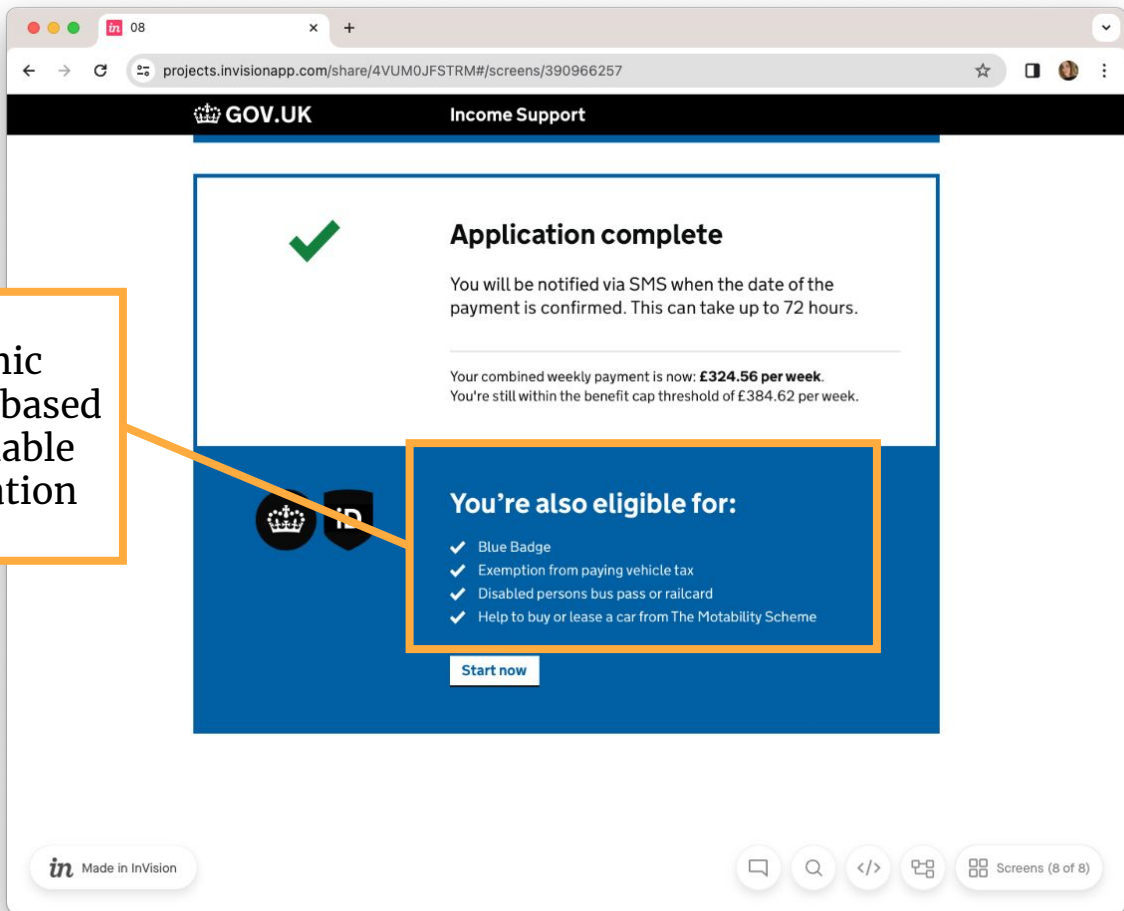 in 08
projects.invisionapp.com/share/4VUM0JFSTRM#/screens/390966257
GOV.UK
Income Support
Application complete
You will be notified via SMS when the date of the
payment is confirmed. This can take up to 72 hours.
Your combined weekly payment is now: £324.56 per week.
You're still within the benefit cap threshold of £384.62 per week.
based
iD
You’re also eligible for:
Blue Badge
Exemption from paying vehicle tax
Disabled persons bus pass or railcard
Help to buy or lease a car from The Motability Scheme
Start now
in Made in InVision
</> Screens (8 of 8)